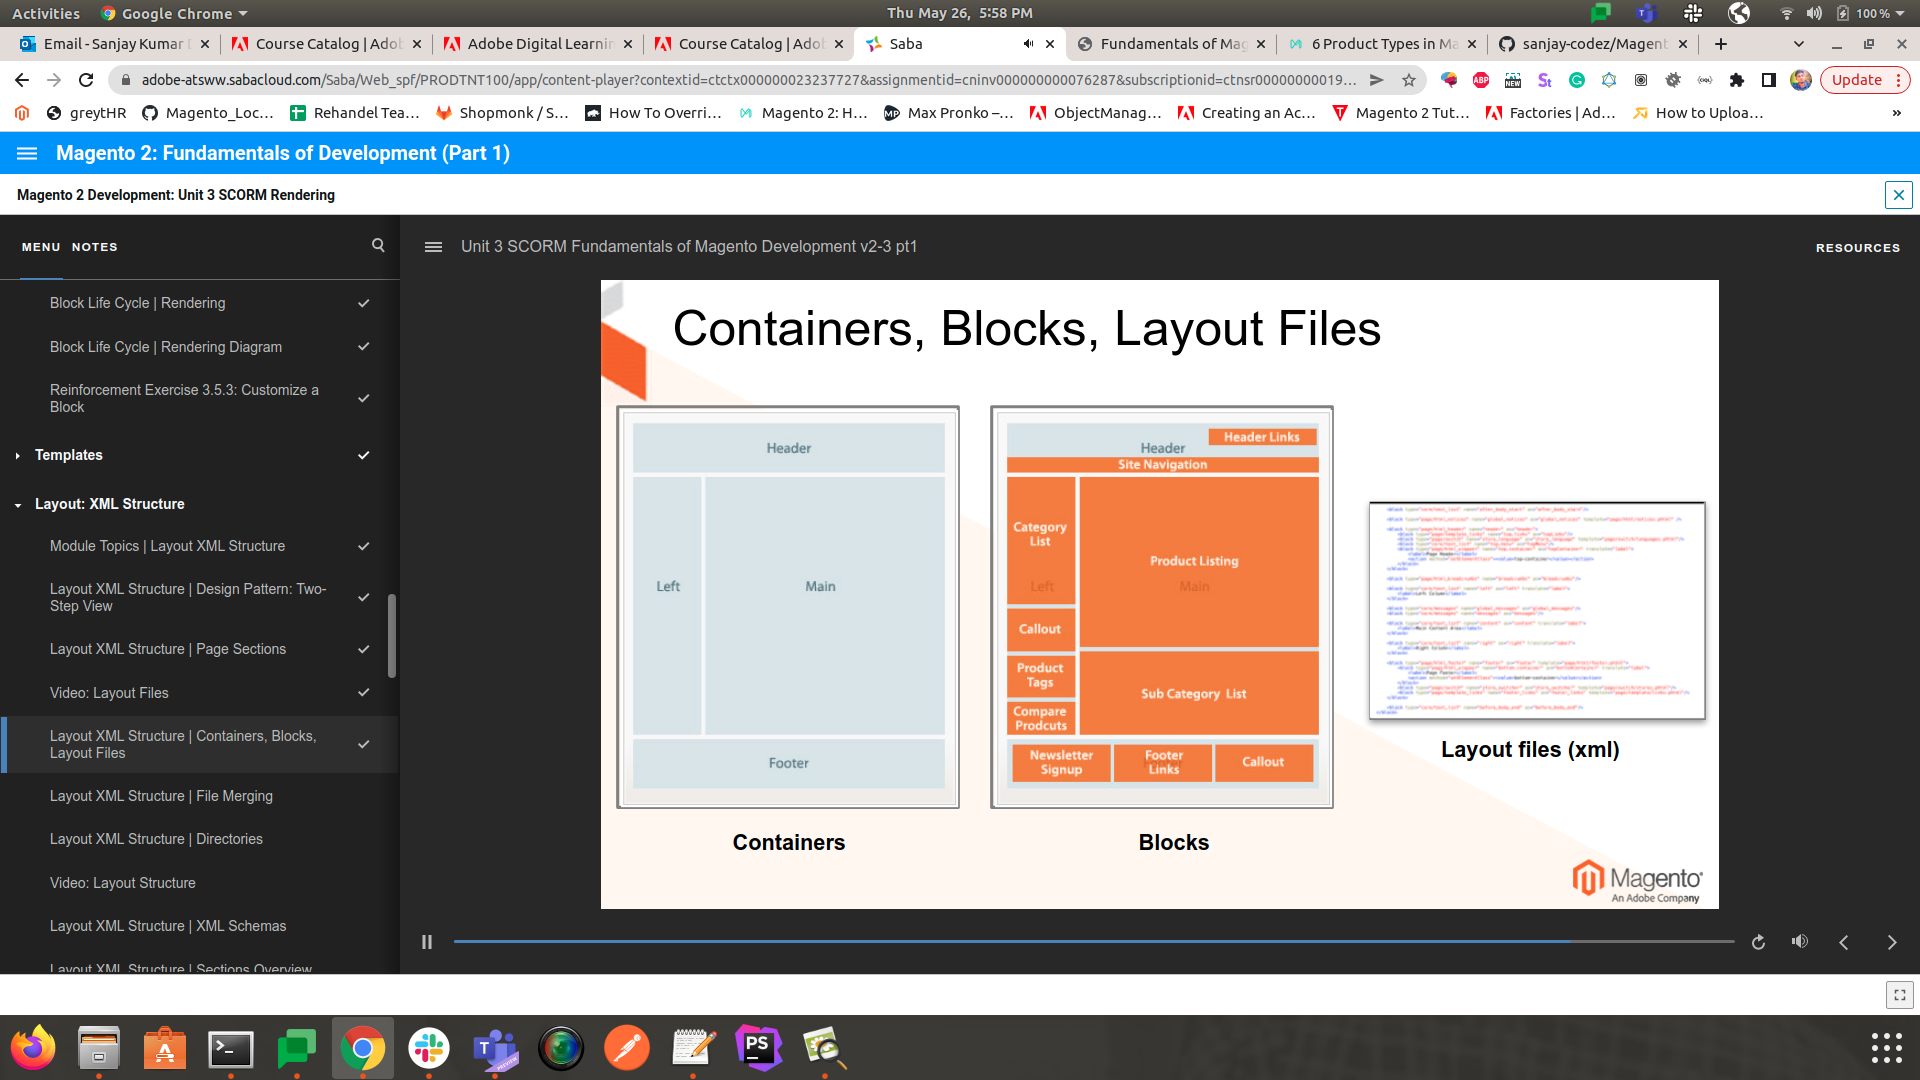 Activities
Google Chrome
Thu May 26, 5:58 PM
100 %
Email - Sanjay Kumar
Course Catalog | Adob
Adobe Digital Learnin
Course Catalog | Adob
Saba
Fundamentals of Mag
6 Product Types in Ma
sanjay-codez/Magent
adobe-atsww.sabacloud.com/Saba/Web_spf/PRODTNT100/app/content-player?contextid=ctctx000000023237727&assignmentid=cninv000000000076287&subscriptionid=ctnsr00000000019...
ABP
NEW
Update
greytHR
Magento_Loc...
Rehandel Tea...
Shopmonk / S...
How To Overri...
Magento 2: H...
Max Pronko –...
ObjectManag...
Creating an Ac...
Magento 2 Tut...
Factories | Ad...
How to Uploa...
»
Magento 2: Fundamentals of Development (Part 1)
Magento 2 Development: Unit 3 SCORM Rendering
MENU
NOTES
Unit 3 SCORM Fundamentals of Magento Development v2-3 pt1
RESOURCES
Block Life Cycle | Rendering
Block Life Cycle | Rendering Diagram
Reinforcement Exercise 3.5.3: Customize a
Block
Templates
Layout: XML Structure
Module Topics | Layout XML Structure
Layout XML Structure | Design Pattern: Two-
Step View
Layout XML Structure | Page Sections
Video: Layout Files
Layout XML Structure | Containers, Blocks,
Layout Files
Layout XML Structure | File Merging
Layout XML Structure | Directories
Video: Layout Structure
Layout XML Structure | XML Schemas
Layout XML Structure | Sections Overview
Containers, Blocks, Layout Files
Header
Left
Main
Footer
Containers
Header
Header Links
Site Navigation
Category
List
Left
Product Listing
Main
Callout
Product
Tags
Sub Category List
Compare
Prodcuts
Newsletter
Signup
Footer
Links
Callout
Blocks
Layout files (xml)
Magento
An Adobe Company
T
PREVIEW
PS